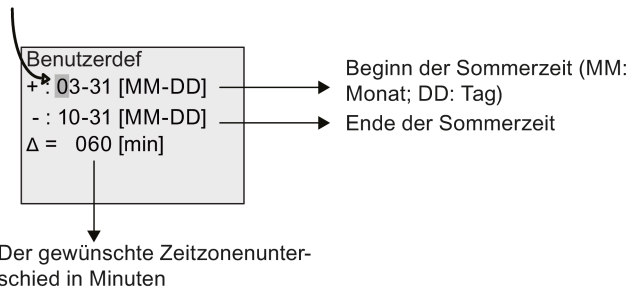 Benutzerdef
+ : 03-31 [MM-DD]
- : 10-31 [MM-DD]
Δ = 060 [min]
Beginn der Sommerzeit (MM:
Monat; DD: Tag)
Ende der Sommerzeit
Der gewünschte Zeitzonenunter-
schied in Minuten